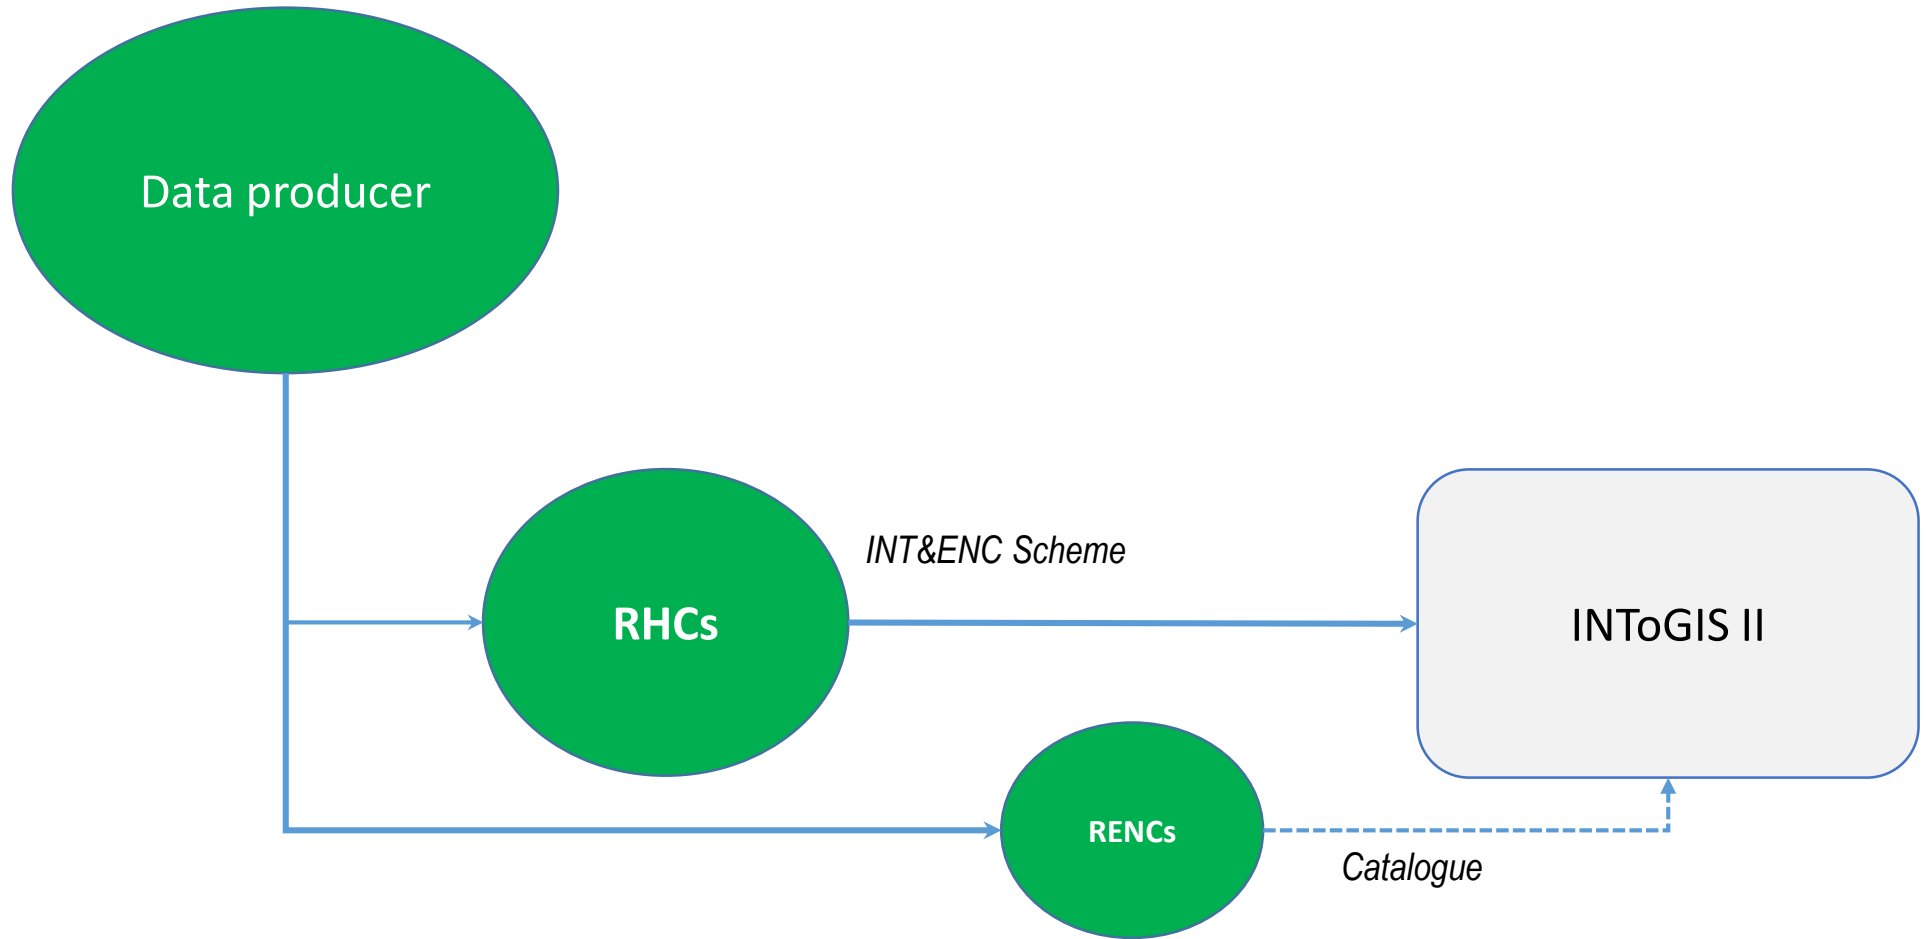 Data producer
INT&ENC Scheme
RHCs
INToGIS II
RENCs
Catalogue